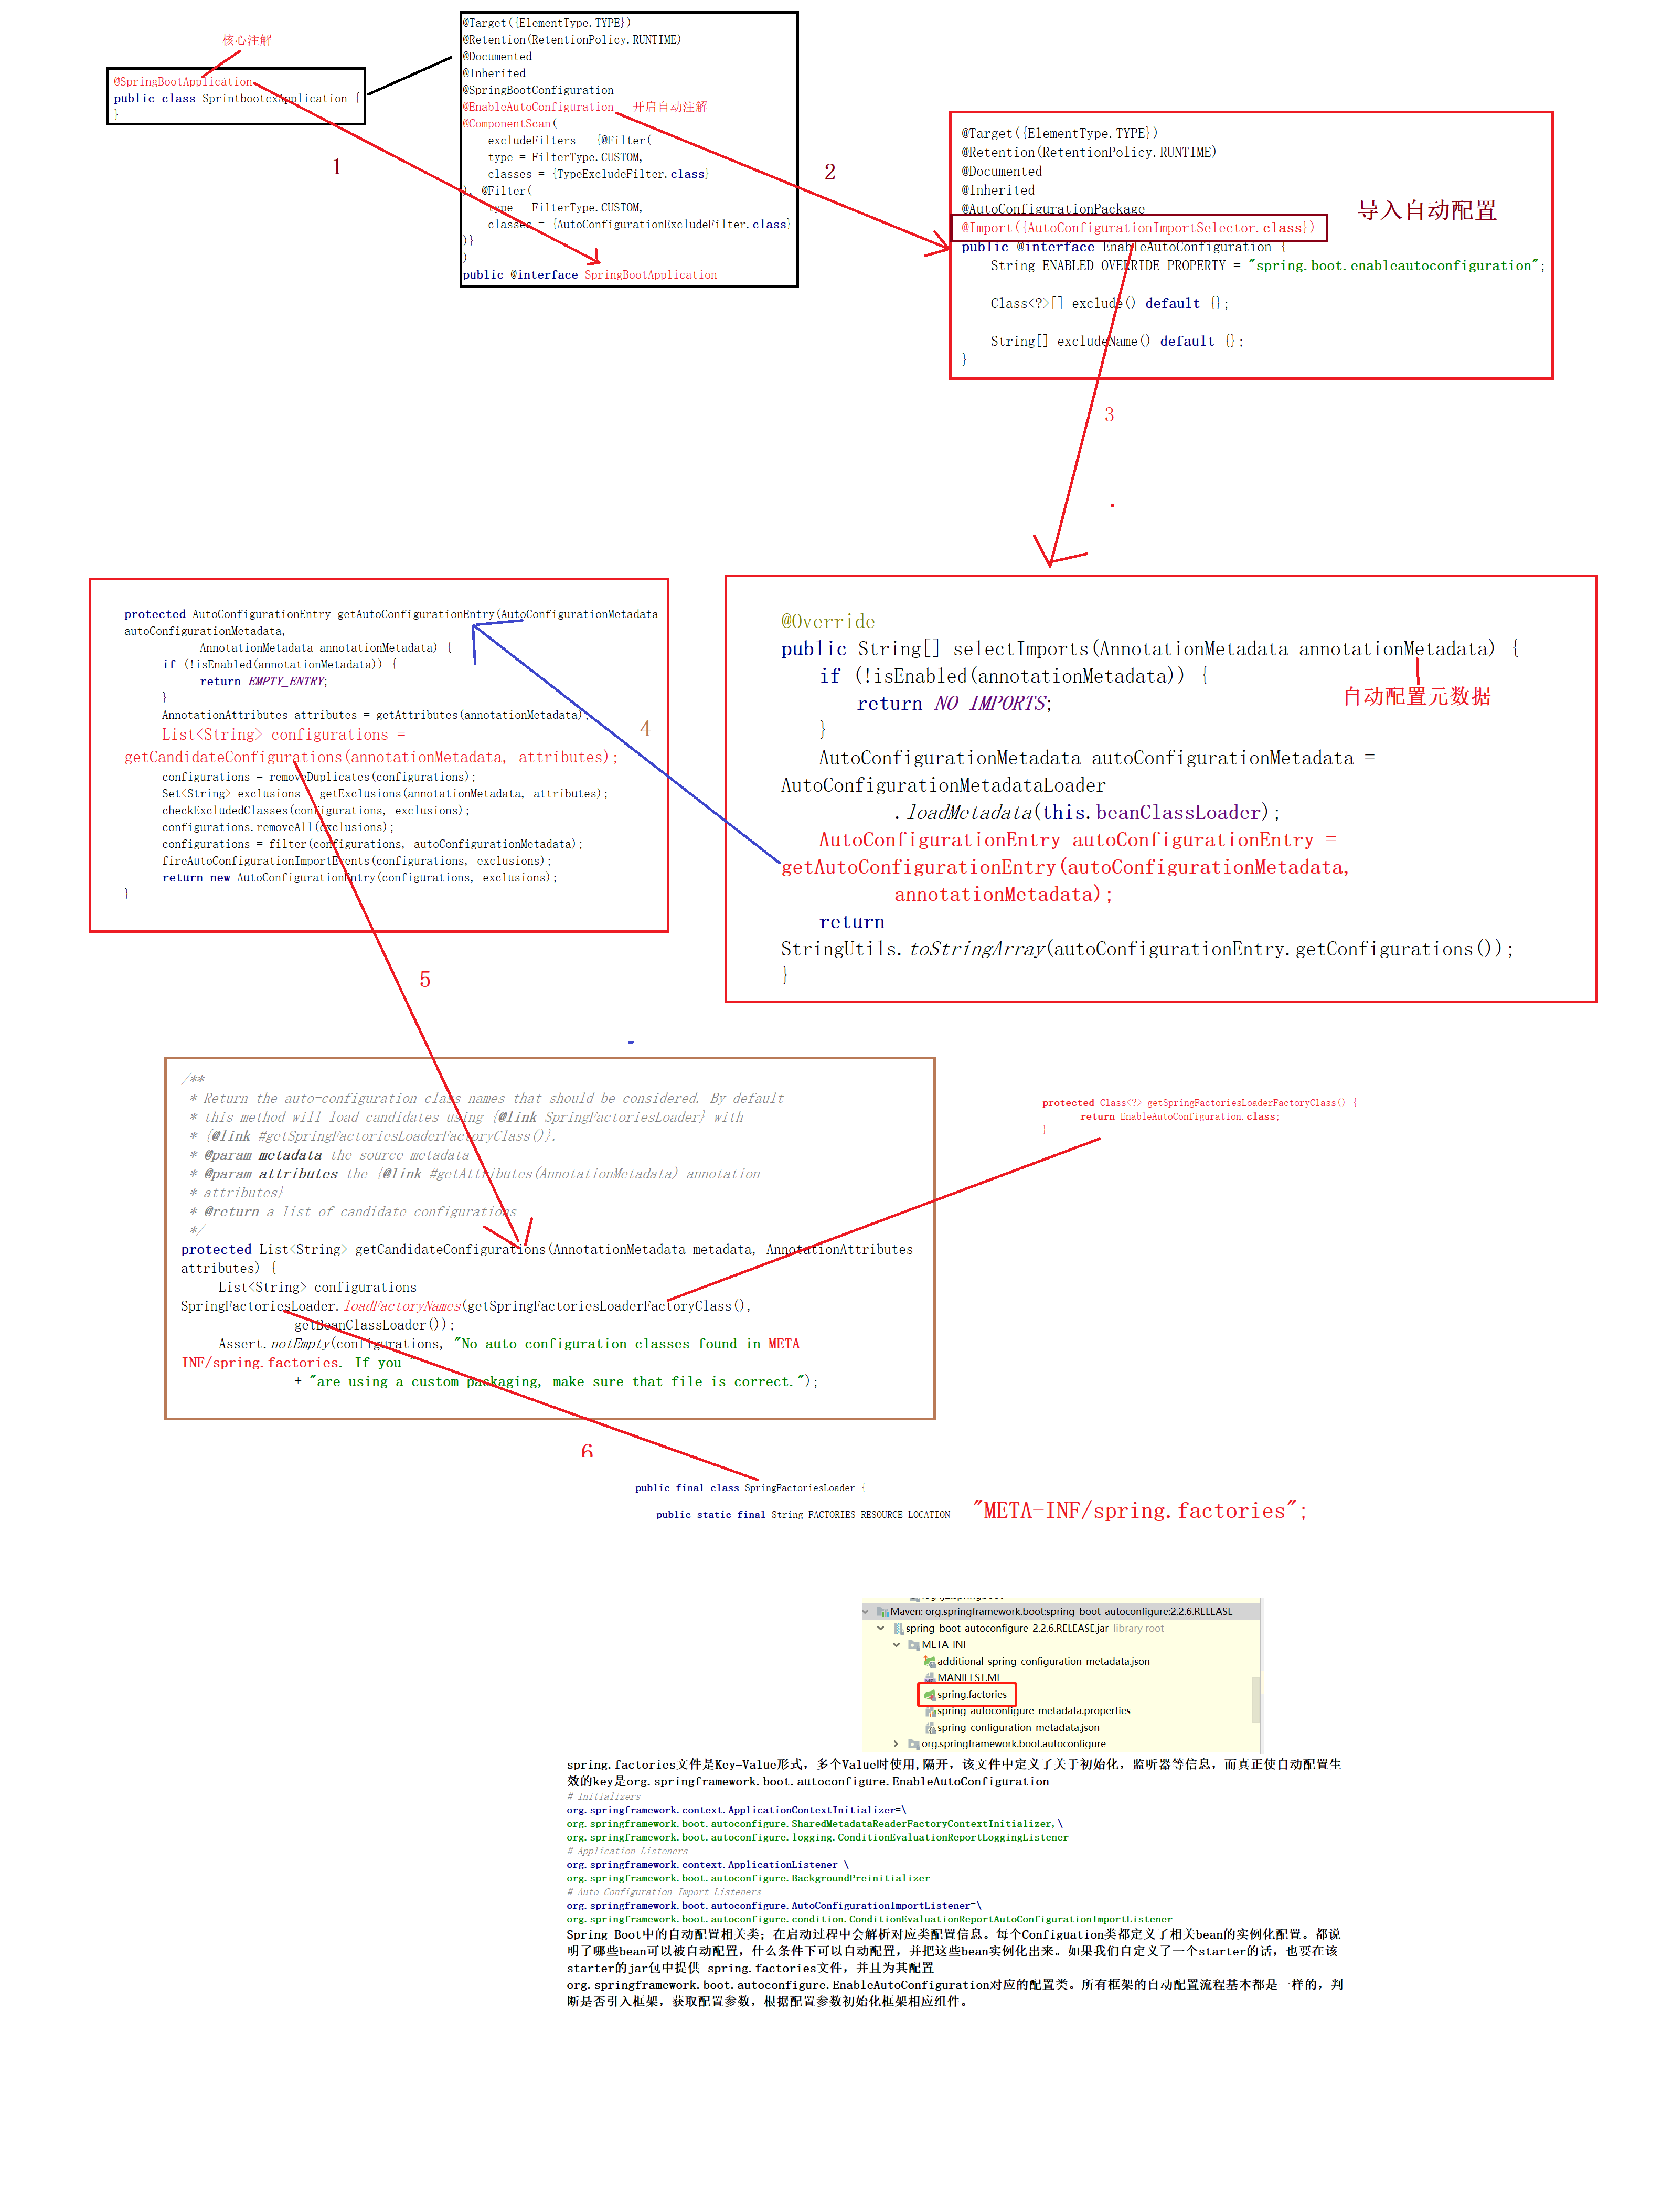 核心注解
@SpringBootApplication
public class SprintbootcxApplication {
}
@Target({ElementType.TYPE})
@Retention(RetentionPolicy.RUNTIME)
@Documented
@Inherited
@SpringBootConfiguration
@EnableAutoConfiguration 开启自动注解
@ComponentScan(
excludeFilters = {@Filter(
type = FilterType.CUSTOM,
classes = {TypeExcludeFilter.class}
), @Filter(
type = FilterType.CUSTOM,
classes = {AutoConfigurationExcludeFilter.class}
)}
)
public @interface SpringBootApplication
1
2
@Target({ElementType.TYPE})
@Retention(RetentionPolicy.RUNTIME)
@Documented
@Inherited
@AutoConfigurationPackage
@Import({AutoConfigurationImportSelector.class})
public @interface EnableAutoConfiguration {
String ENABLED_OVERRIDE_PROPERTY = "spring.boot.enableautoconfiguration";
Class<?>[] exclude() default {};
String[] excludeName() default {};
}
导入自动配置
3
@Override
public String[] selectImports(AnnotationMetadata annotationMetadata) {
if (!isEnabled(annotationMetadata)) {
return NO_IMPORTS;
}
自动配置元数据
AutoConfigurationMetadata autoConfigurationMetadata =
AutoConfigurationMetadataLoader
.loadMetadata(this.beanClassLoader);
AutoConfigurationEntry autoConfigurationEntry =
getAutoConfigurationEntry(autoConfigurationMetadata,
annotationMetadata);
return
StringUtils.toStringArray(autoConfigurationEntry.getConfigurations());
}
4
protected AutoConfigurationEntry getAutoConfigurationEntry(AutoConfigurationMetadata
autoConfigurationMetadata,
AnnotationMetadata annotationMetadata) {
if (!isEnabled(annotationMetadata)) {
return EMPTY_ENTRY;
}
AnnotationAttributes attributes = getAttributes(annotationMetadata);
List<String> configurations =
getCandidateConfigurations(annotationMetadata, attributes);
configurations = removeDuplicates(configurations);
Set<String> exclusions = getExclusions(annotationMetadata, attributes);
checkExcludedClasses(configurations, exclusions);
configurations.removeAll(exclusions);
configurations = filter(configurations, autoConfigurationMetadata);
fireAutoConfigurationImportEvents(configurations, exclusions);
return new AutoConfigurationEntry(configurations, exclusions);
}
5
/**
* Return the auto-configuration class names that should be considered. By default
* this method will load candidates using {@link SpringFactoriesLoader} with
* {@link #getSpringFactoriesLoaderFactoryClass()}.
* @param metadata the source metadata
* @param attributes the {@link #getAttributes(AnnotationMetadata) annotation
* attributes}
* @return a list of candidate configurations
*/
protected List<String> getCandidateConfigurations(AnnotationMetadata metadata, AnnotationAttributes
attributes) {
List<String> configurations =
SpringFactoriesLoader.loadFactoryNames(getSpringFactoriesLoaderFactoryClass(),
getBeanClassLoader());
Assert.notEmpty(configurations, "No auto configuration classes found in META-
INF/spring.factories. If you "
+ "are using a custom packaging, make sure that file is correct.");
protected Class<?> getSpringFactoriesLoaderFactoryClass() {
return EnableAutoConfiguration.class;
}
6
public final class SpringFactoriesLoader {
public static final String FACTORIES_RESOURCE_LOCATION = "META-INF/spring.factories";
Maven: org.springframework.boot:spring-boot-autoconfigure:2.2.6.RELEASE
spring-boot-autoconfigure-2.2.6.RELEASE.jar library root
META-INF
additional-spring-configuration-metadata.json
MANIFEST.MF
spring.factories
spring-autoconfigure-metadata.properties
spring-configuration-metadata.json
org.springframework.boot.autoconfigure
spring.factories文件是Key=Value形式，多个Value时使用,隔开，该文件中定义了关于初始化，监听器等信息，而真正使自动配置生
效的key是org.springframework.boot.autoconfigure.EnableAutoConfiguration
# Initializers
org.springframework.context.ApplicationContextInitializer=\
org.springframework.boot.autoconfigure.SharedMetadataReaderFactoryContextInitializer,\
org.springframework.boot.autoconfigure.logging.ConditionEvaluationReportLoggingListener
# Application Listeners
org.springframework.context.ApplicationListener=\
org.springframework.boot.autoconfigure.BackgroundPreinitializer
# Auto Configuration Import Listeners
org.springframework.boot.autoconfigure.AutoConfigurationImportListener=\
org.springframework.boot.autoconfigure.condition.ConditionEvaluationReportAutoConfigurationImportListener
Spring Boot中的自动配置相关类；在启动过程中会解析对应类配置信息。每个Configuation类都定义了相关bean的实例化配置。都说
明了哪些bean可以被自动配置，什么条件下可以自动配置，并把这些bean实例化出来。如果我们自定义了一个starter的话，也要在该
starter的jar包中提供 spring.factories文件，并且为其配置
org.springframework.boot.autoconfigure.EnableAutoConfiguration对应的配置类。所有框架的自动配置流程基本都是一样的，判
断是否引入框架，获取配置参数，根据配置参数初始化框架相应组件。